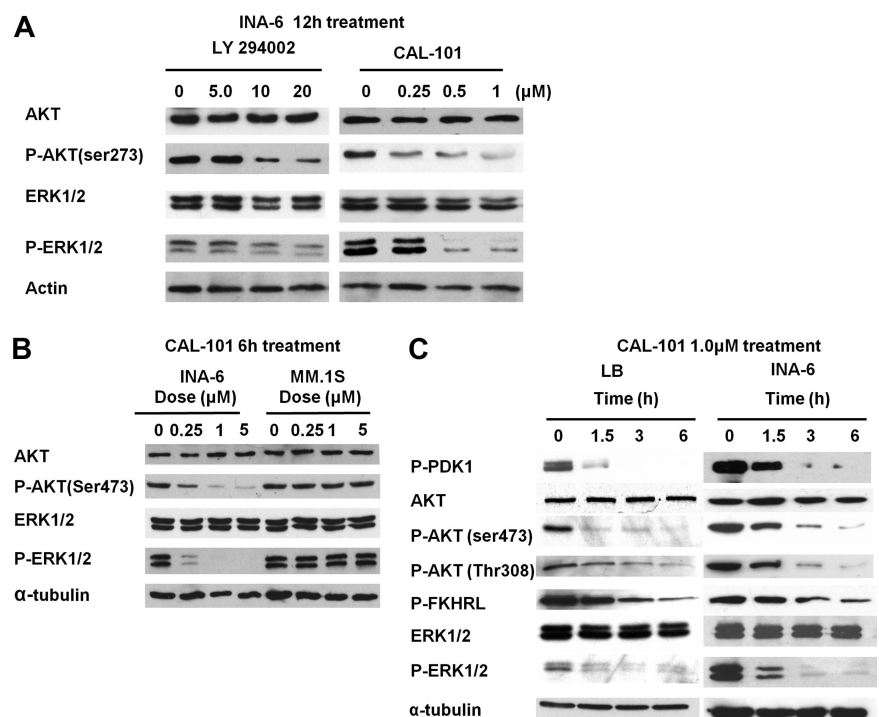 A
INA-6 12h treatment
LY 294002
CAL-101
0 5.0 10 20 0 0.25 0.5 1 (µM)
AKT
P-AKT(ser273)
ERK1/2
P-ERK1/2
Actin
B
CAL-101 6h treatment
INA-6 MM.1S
Dose (µM) Dose (µM)
0 0.25 1 5 0 0.25 1 5
AKT
P-AKT(Ser473)
ERK1/2
P-ERK1/2
α-tubulin
C
CAL-101 1.0µM treatment
LB INA-6
Time (h) Time (h)
0 1.5 3 6 0 1.5 3 6
P-PDK1
AKT
P-AKT (ser473)
P-AKT (Thr308)
P-FKHRL
ERK1/2
P-ERK1/2
α-tubulin